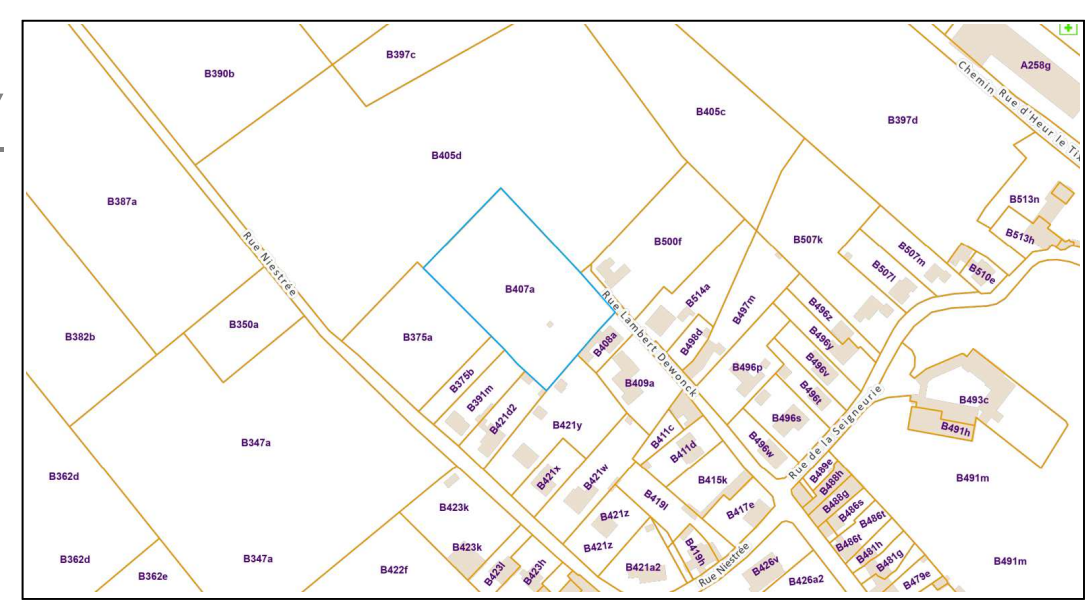 B397c
B390b
A258g
Chemin Rue d'Heur le Tix
B405c
B397d
B405d
B387a
B513n
B513h
B500f
B507k
B507m
B507l
B510e
Rue Niestrée
B407a
B514a
B497m
B496z
Rue Lambert Dewonck
B350a
B382b
B375a
B408a
B498d
B496y
B496p
B496v
B375b
B409a
B496t
B391m
B493c
B421d2
B421y
B496s
B491h
Rue de la Seigneurie
B347a
B411c
B411d
B496w
B362d
B421x
B421w
B415k
B489e
B488h
B491m
B419l
B488g
B423k
B421z
B417e
B486s
B486t
B423k
B421z
B419h
B486t
B362d
B347a
B481h
B491m
B422f
B423l
B423h
B421a2
Rue Niestrée
B426v
B481g
B362e
B426a2
B479e